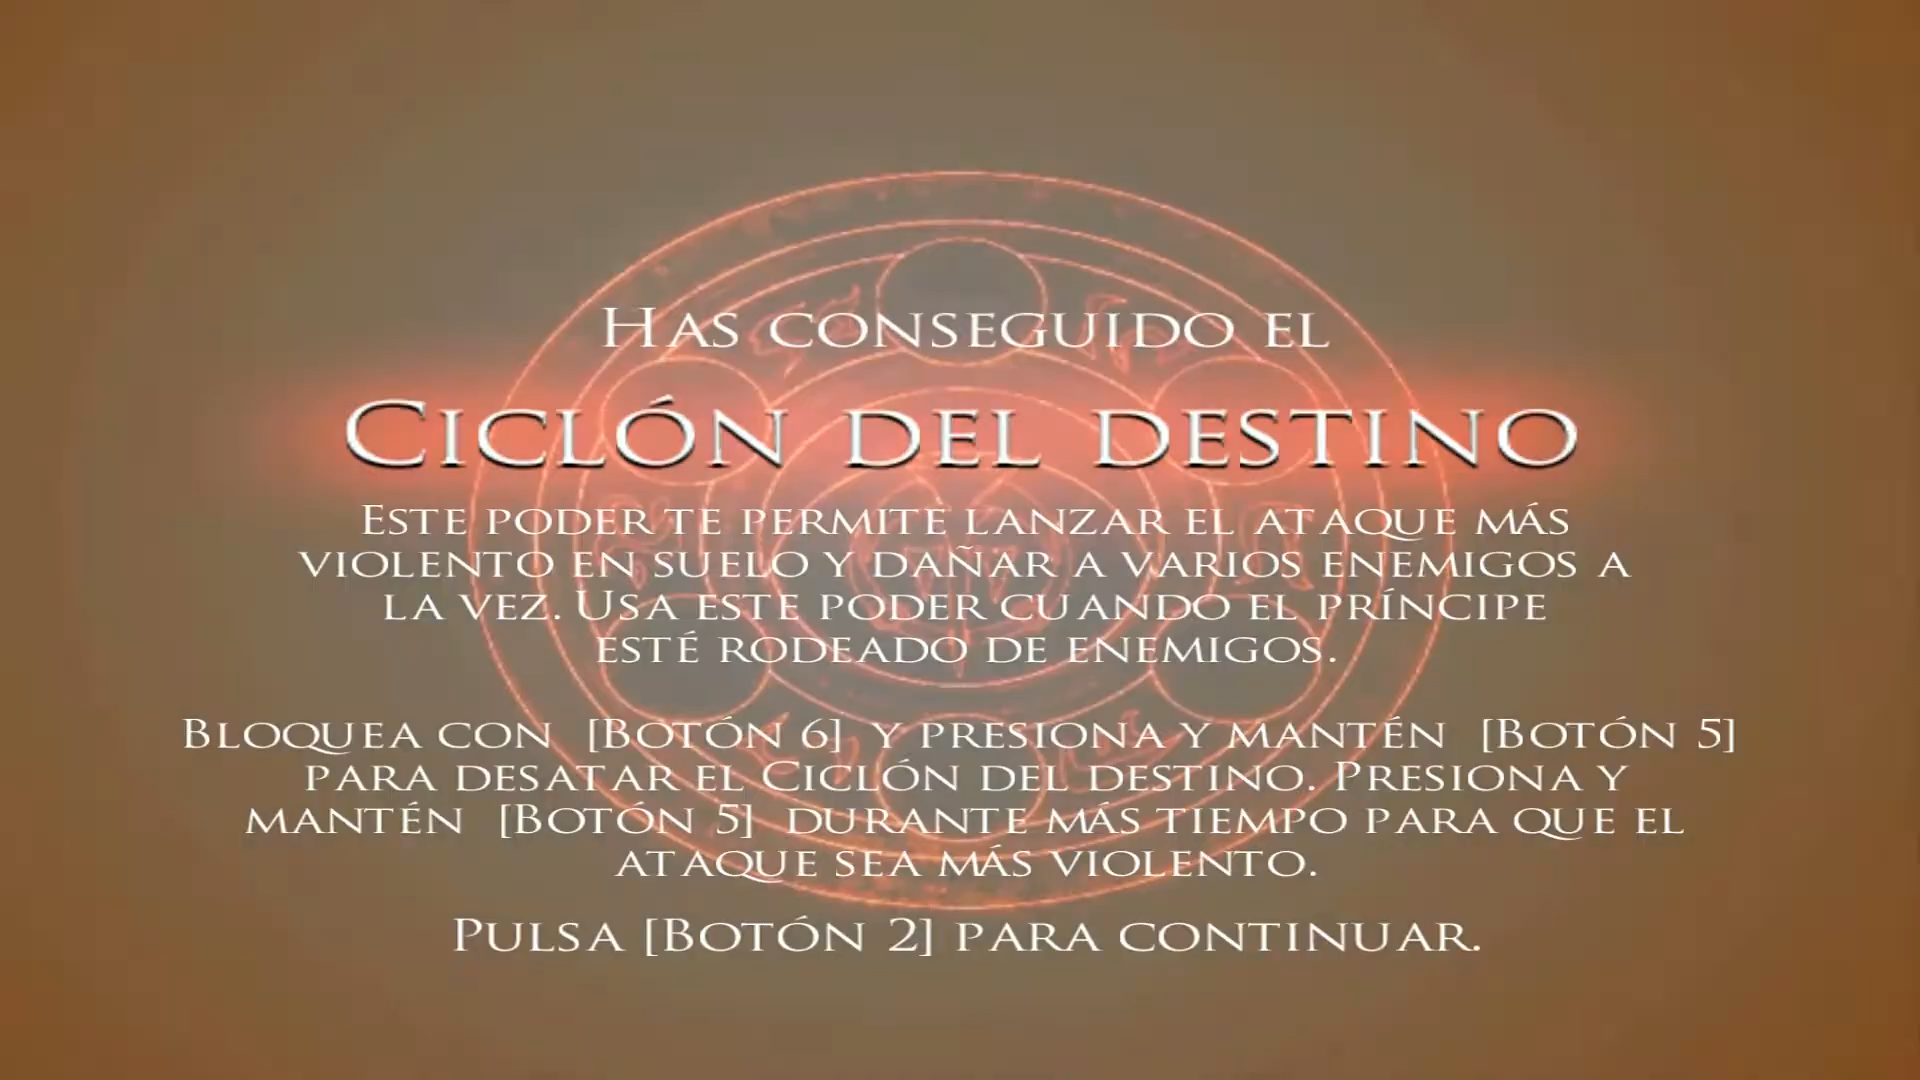 Has conseguido el
Ciclón del destino
Este poder te permite lanzar el ataque más
violento en suelo y dañar a varios enemigos a
la vez. Usa este poder cuando el príncipe
esté rodeado de enemigos.
Bloquea con [Botón 6] y presiona y mantén [Botón 5]
para desatar el Ciclón del destino. Presiona y
mantén [Botón 5] durante más tiempo para que el
ataque sea más violento.
Pulsa [Botón 2] para continuar.